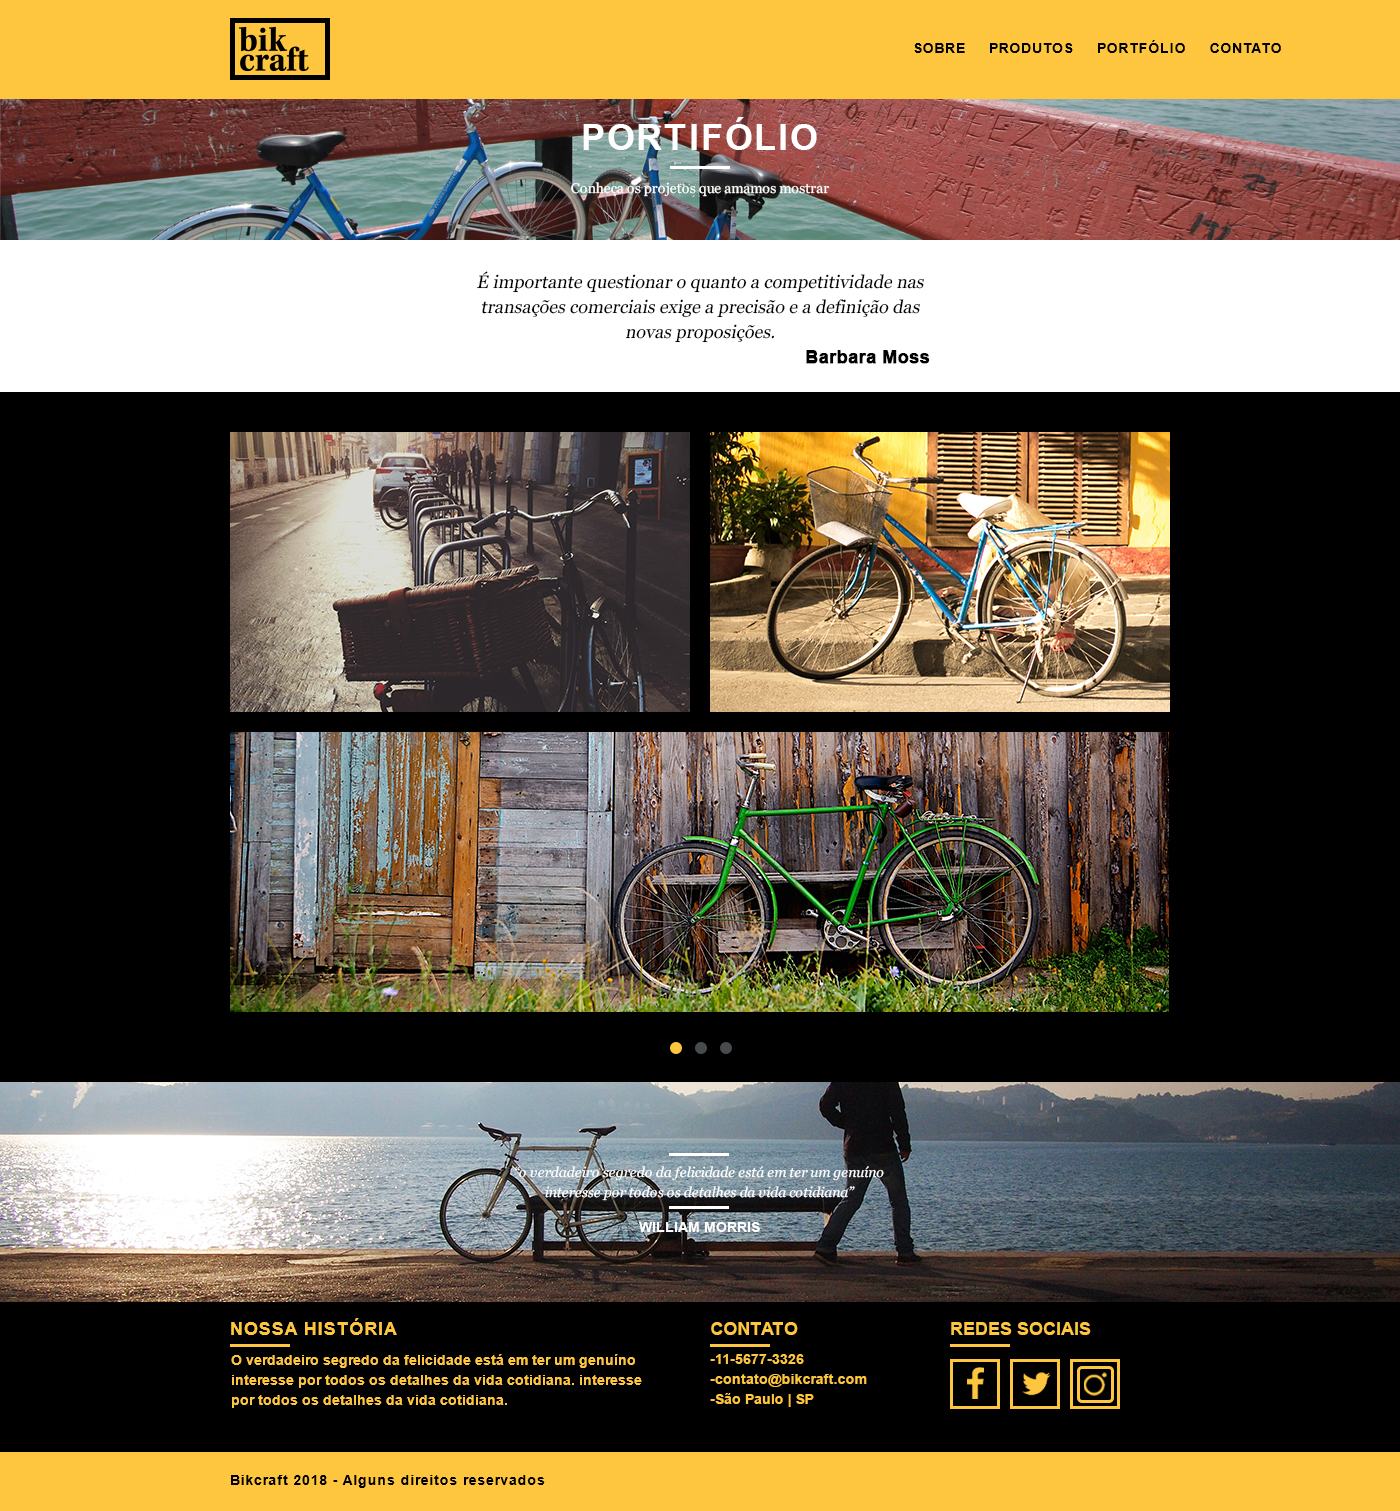 bik
craft
SOBRE PRODUTOS PORTFÓLIO CONTATO
PORTIFÓLIO
Conheça os projetos que amamos mostrar
É importante questionar o quanto a competitividade nas
transações comerciais exige a precisão e a definição das
novas proposições.
Barbara Moss
“o verdadeiro segredo da felicidade está em ter um genuíno
interesse por todos os detalhes da vida cotidiana”
WILLIAM MORRIS
NOSSA HISTÓRIA
O verdadeiro segredo da felicidade está em ter um genuíno
interesse por todos os detalhes da vida cotidiana. interesse
por todos os detalhes da vida cotidiana.
CONTATO
-11-5677-3326
-contato@bikcraft.com
-São Paulo | SP
REDES SOCIAIS
Bikcraft 2018 - Alguns direitos reservados